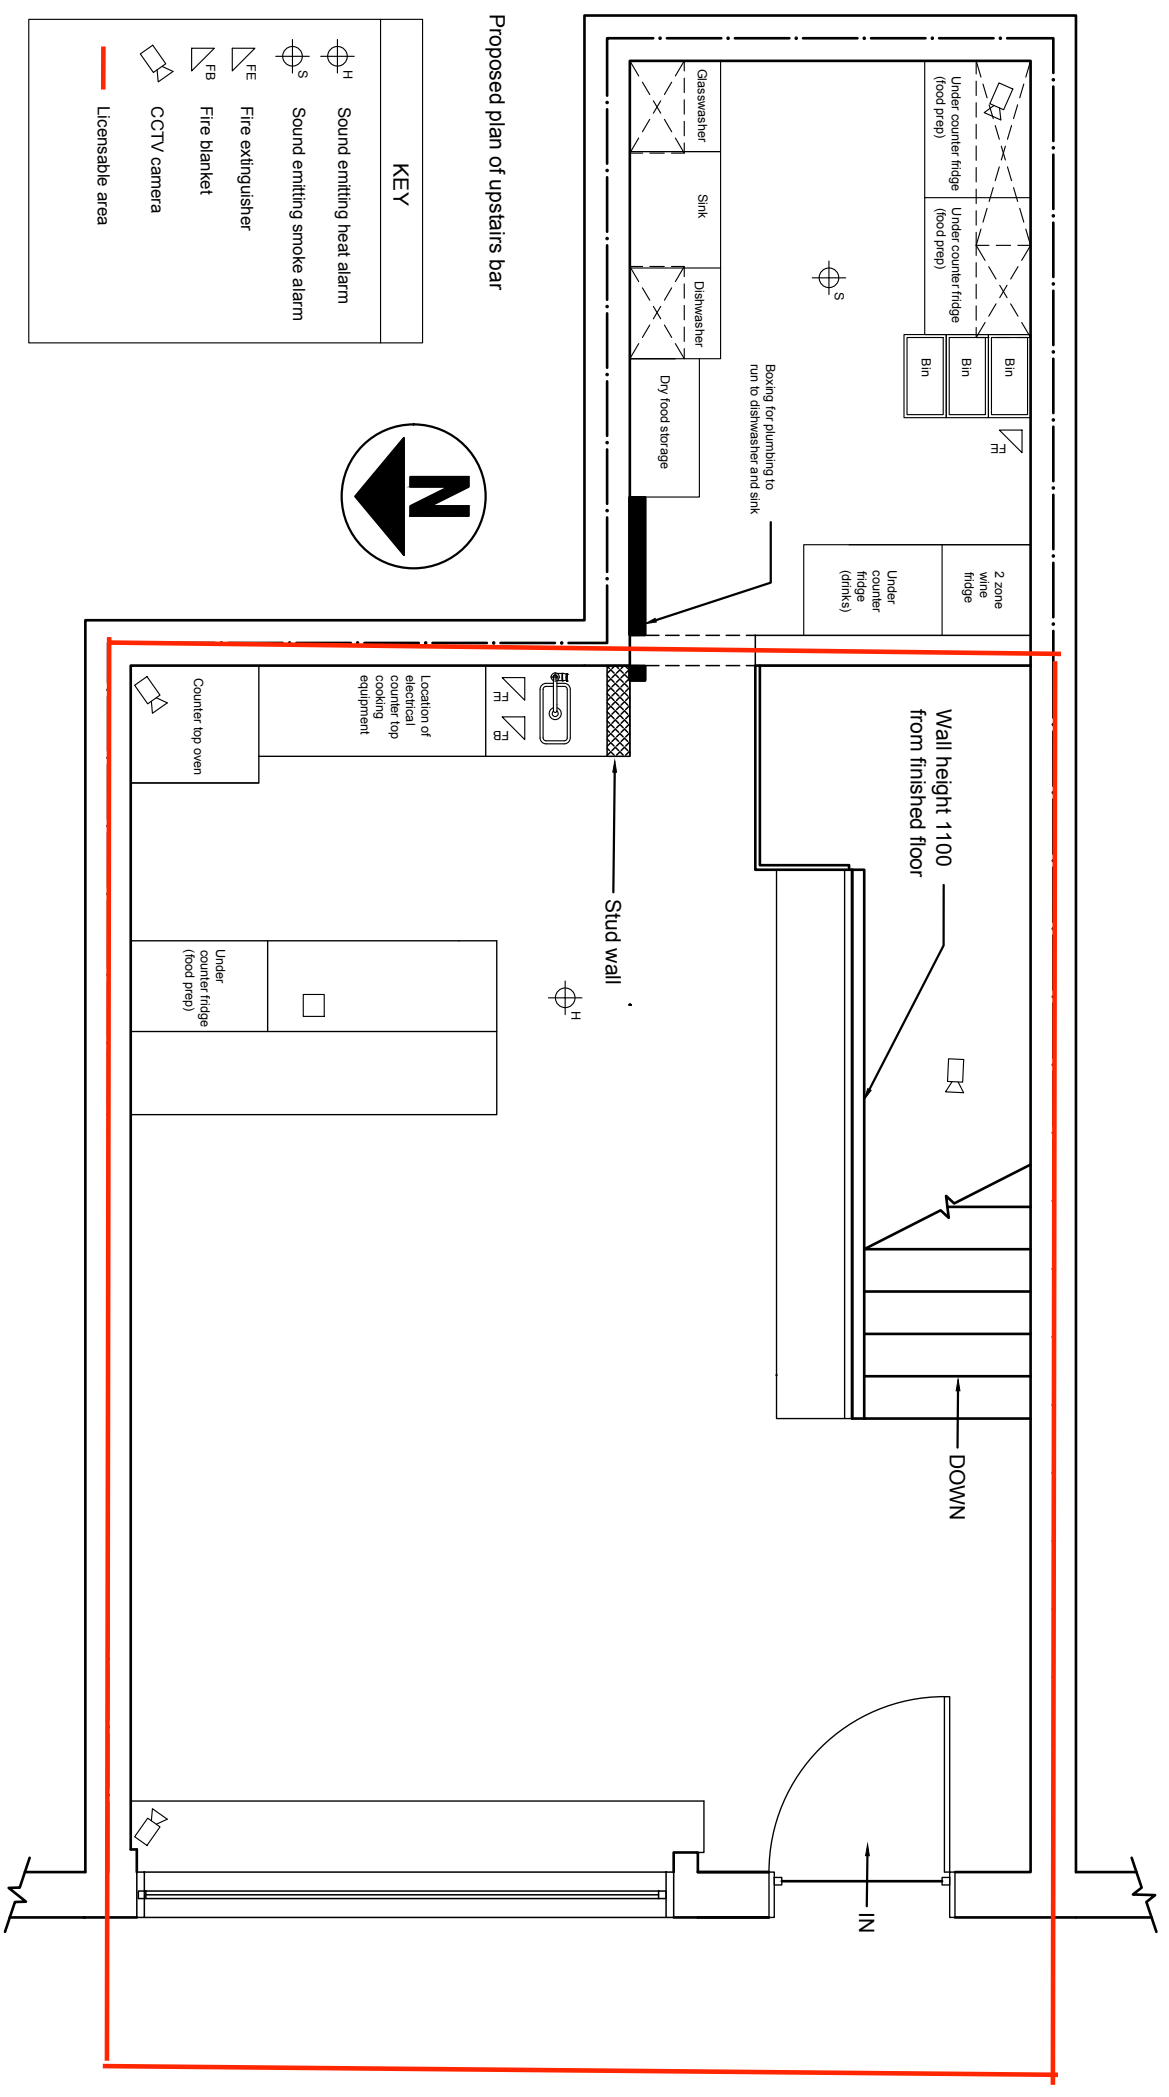 Proposed plan of upstairs bar
KEY
H
Sound emitting heat alarm
S
Sound emitting smoke alarm
FE
Fire extinguisher
FB
Fire blanket
CCTV camera
Licensable area
N
Under counter fridge
(food prep)
Under counter fridge
(food prep)
Bin
Bin
Bin
FE
S
Glasswasher
Sink
Dishwasher
Dry food storage
Boxing for plumbing to
run to dishwasher and sink
2 zone
wine
fridge
Under
counter
fridge
(drinks)
Wall height 1100
from finished floor
Counter top oven
Location of
electrical
counter top
cooking
equipment
FE
FB
Stud wall
Under
counter fridge
(food prep)
H
DOWN
IN